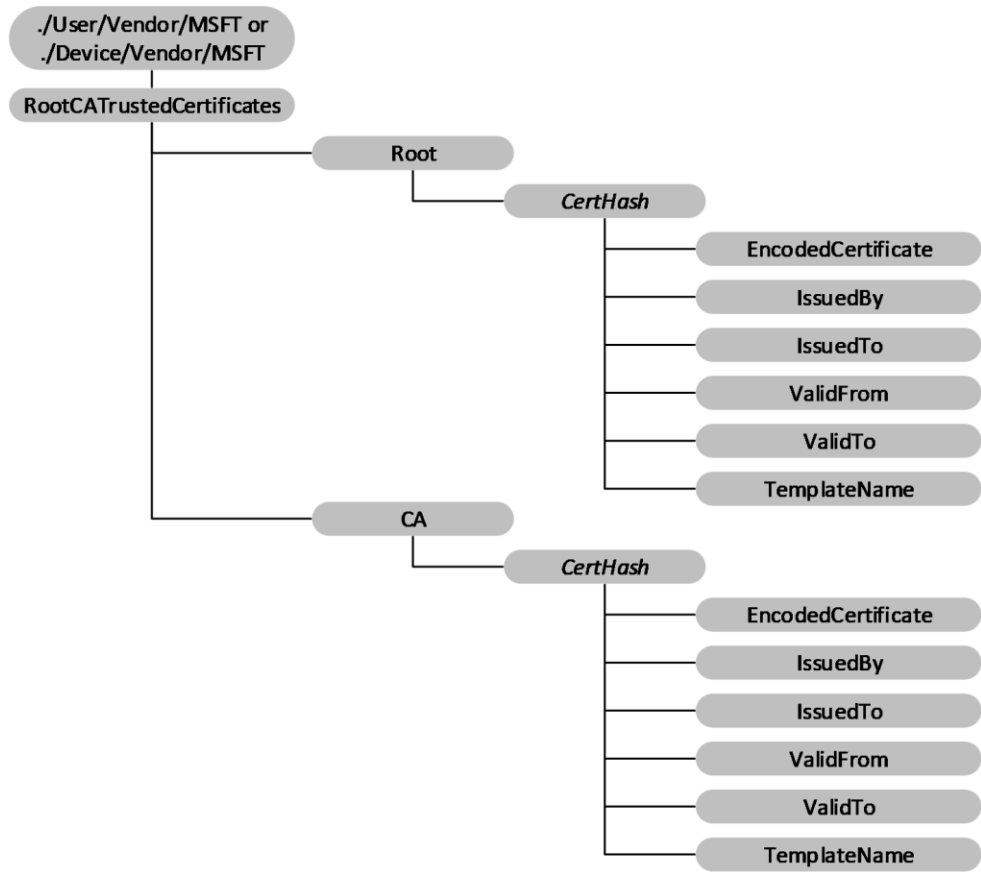 ./User/Vendor/MSFT or
./Device/Vendor/MSFT
RootCATrustedCertificates
Root
CertHash
EncodedCertificate
IssuedBy
IssuedTo
ValidFrom
ValidTo
TemplateName
CA
CertHash
EncodedCertificate
IssuedBy
IssuedTo
ValidFrom
ValidTo
TemplateName